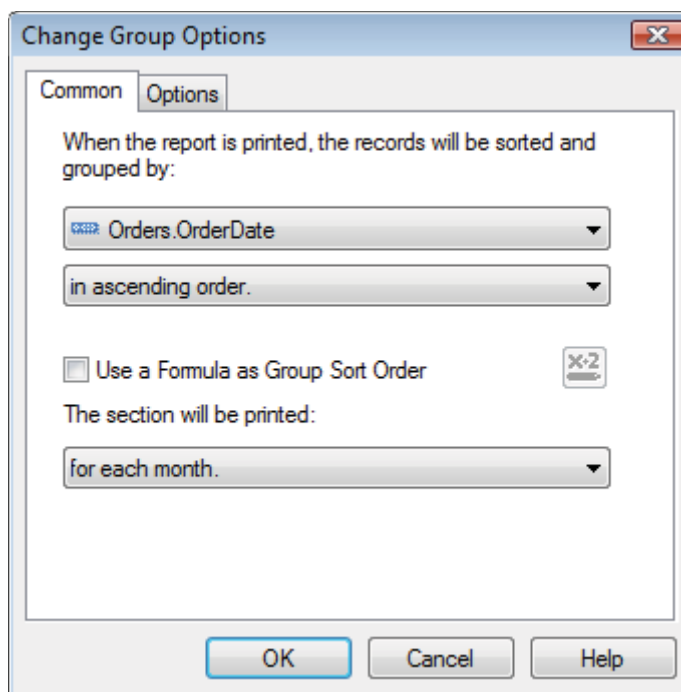 Change Group Options
Common Options
When the report is printed, the records will be sorted and
grouped by:
Orders.OrderDate
in ascending order.
Use a Formula as Group Sort Order
X+2
The section will be printed:
for each month.
OK Cancel Help